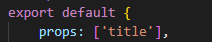 export default {
    props: ['title'],